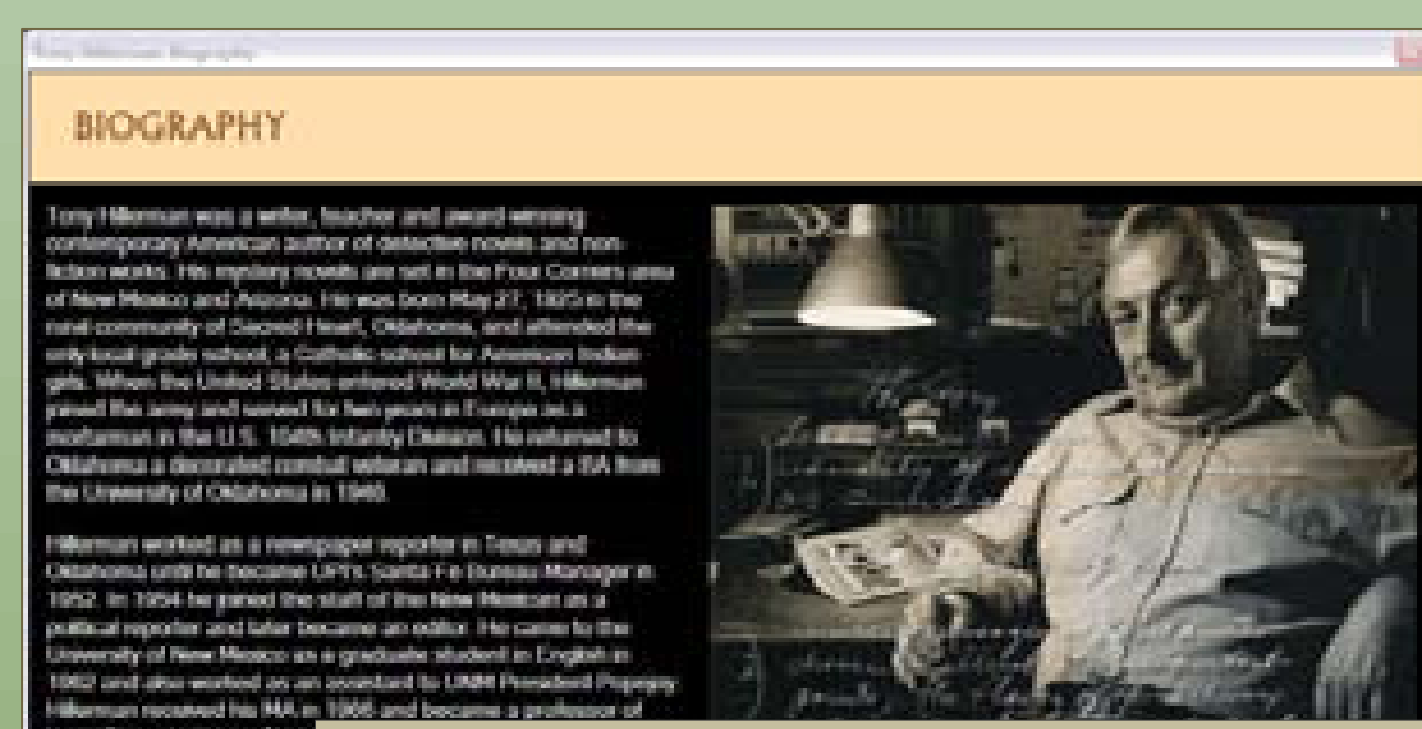 Tony Hillerman Biography
BIOGRAPHY
Tony Hillerman was a writer, teacher and award-winning
contemporary American author of detective novels and non-
fiction works. His mystery novels are set in the Four Corners area
of New Mexico and Arizona. He was born May 27, 1925 in the
rural community of Sacred Heart, Oklahoma, and attended the
only local grade school, a Catholic school for American Indian
girls. When the United States entered World War II, Hillerman
joined the army and served for two years in Europe as a
mortarman in the U.S. 104th Infantry Division. He returned to
Oklahoma a decorated combat veteran and received a BA from
the University of Oklahoma in
Hillerman worked as a newspaper reporter in Texas and
Oklahoma until he became UPI's Santa Fe Bureau Manager in
1952. In 1954 he joined the staff of the New Mexican as a
political reporter and later became an editor. He came to the
University of New Mexico as a graduate student in English in
1962 and also worked as an assistant to UNM President Popejoy.
Hillerman received his MA in 1966 and became a professor of